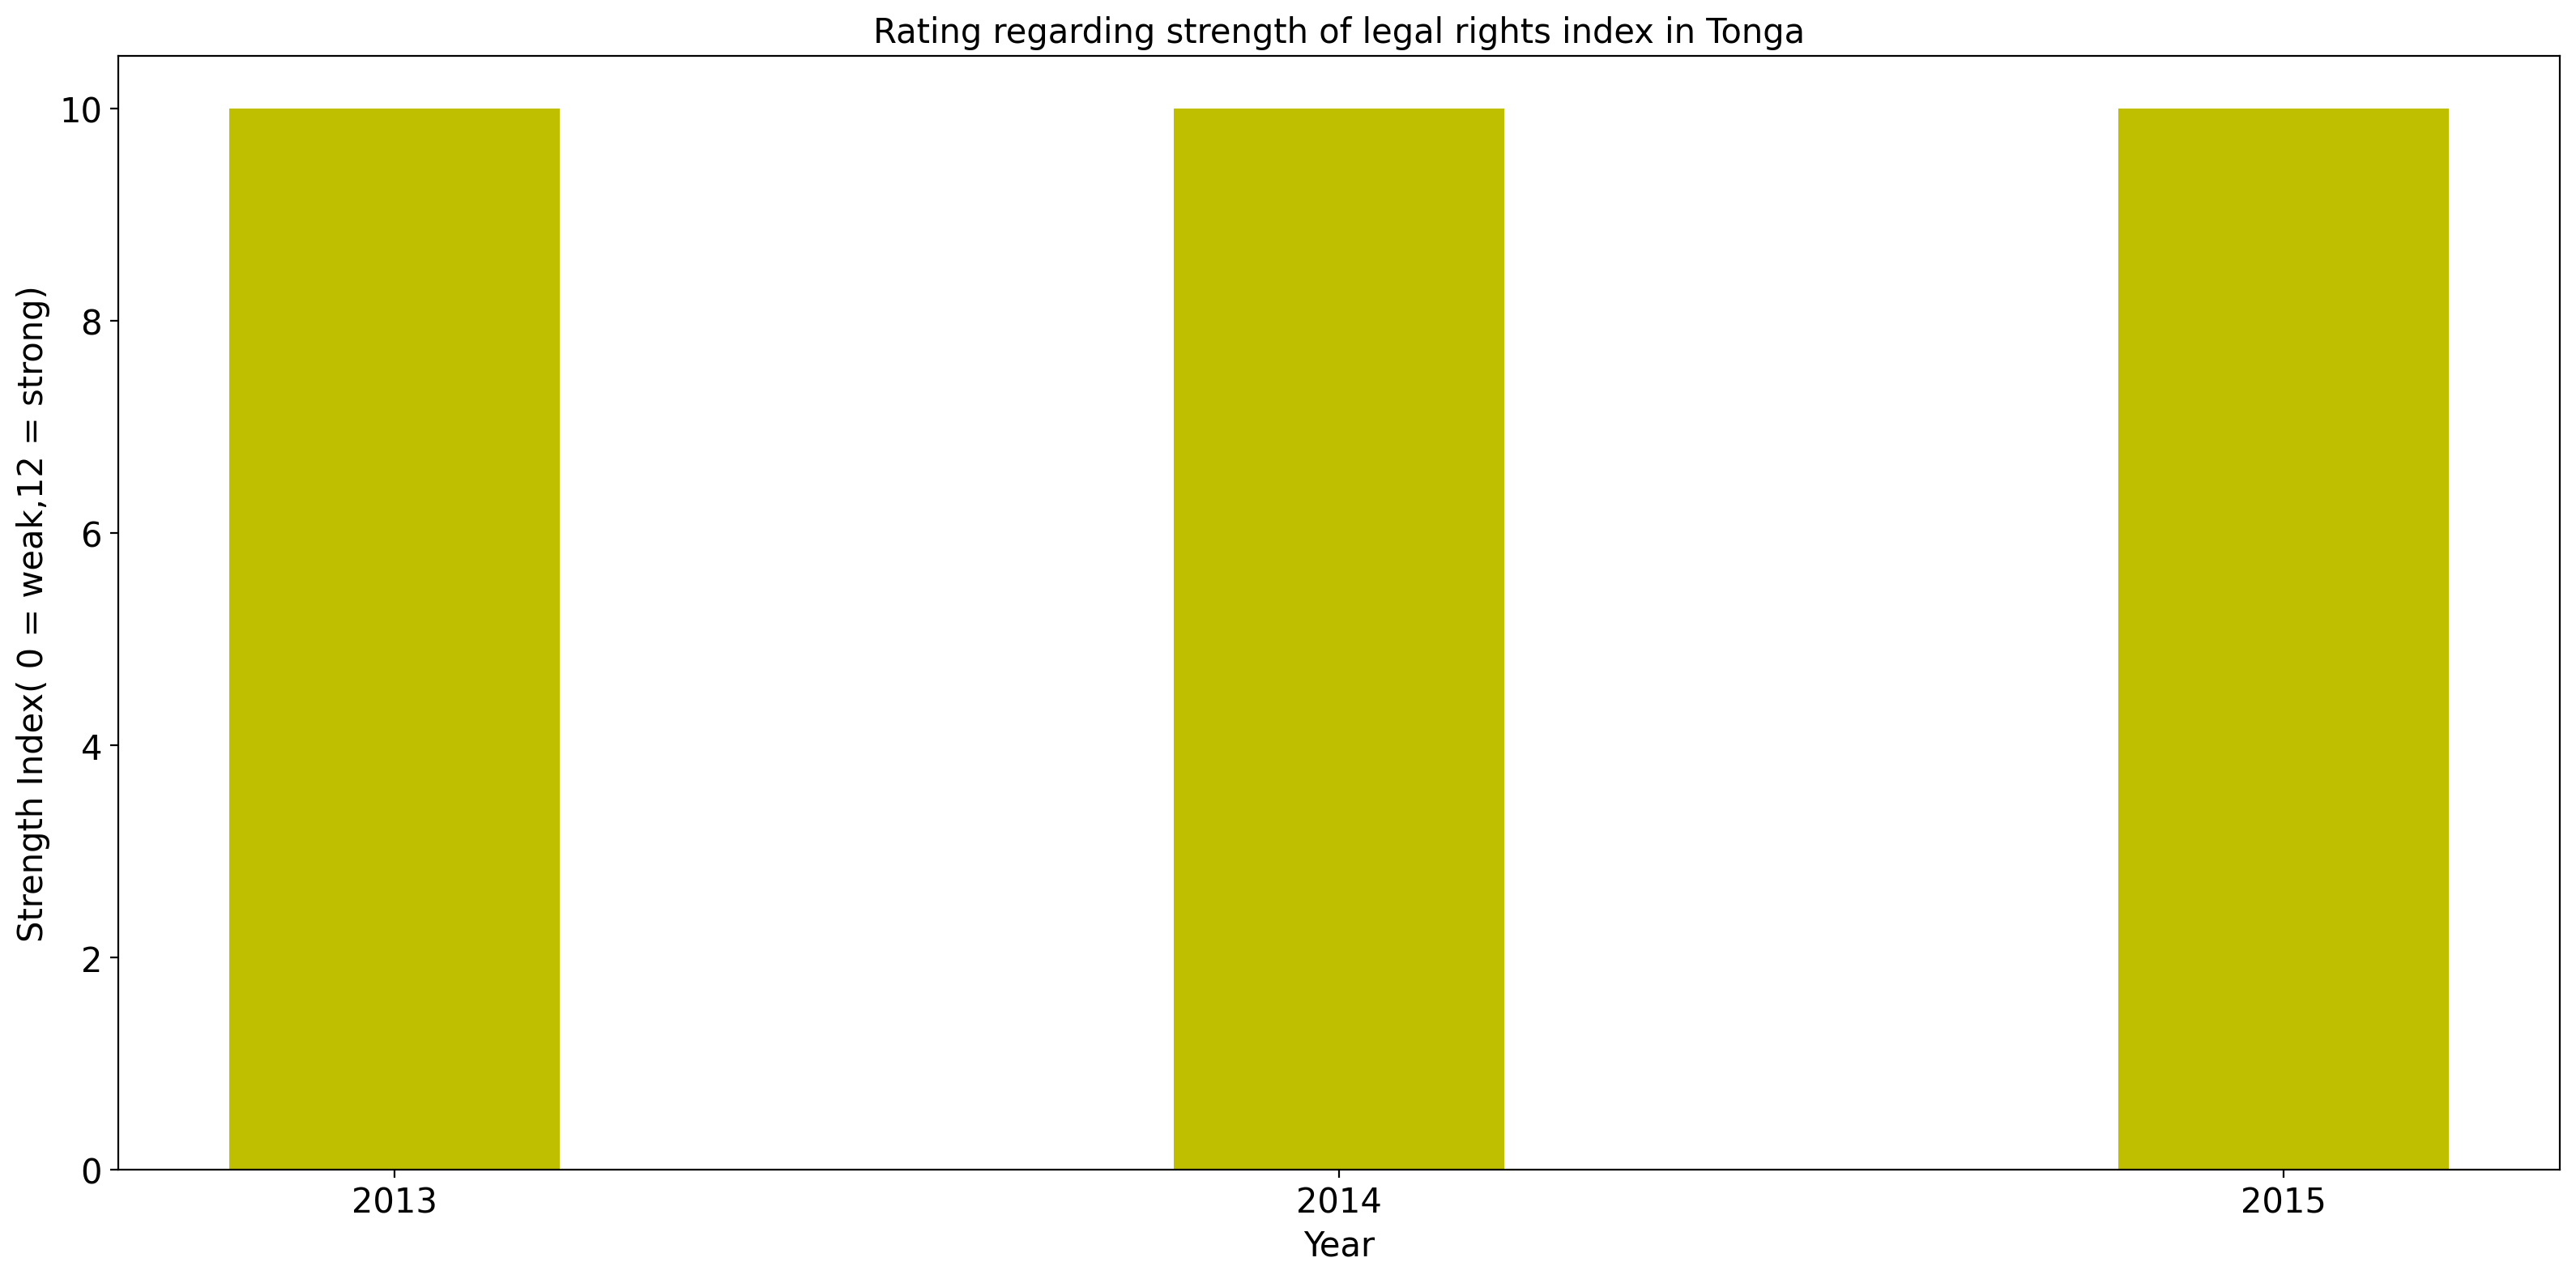 Rating regarding strength of legal rights index in Tonga
Strength Index( 0 = weak,12 = strong)
10
8
6
4
2
0
2013 2014 2015
Year